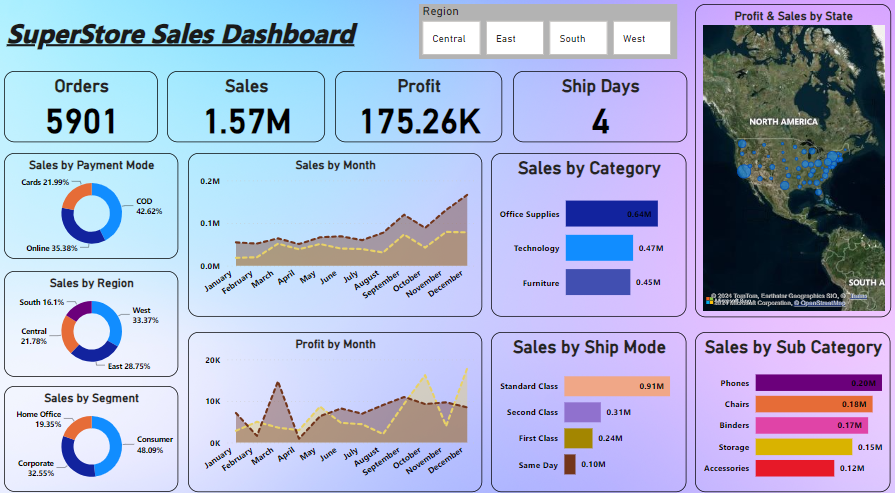 SuperStore Sales Dashboard
Region
Central
East
South
West
Orders
5901
Sales
1.57M
Profit
175.26K
Ship Days
4
Sales by Payment Mode
Cards 21.99%
COD
42.62%
Online 35.38%
Sales by Region
South 16.1%
West
33.37%
Central
21.78%
East 28.75%
Sales by Segment
Home Office
19.35%
Consumer
48.09%
Corporate
32.55%
Sales by Month
0.2M
0.1M
0.0M
January
February
March
April
May
June
July
August
September
October
November
December
Profit by Month
20K
10K
0K
January
February
March
April
May
June
July
August
September
October
November
December
Sales by Category
Office Supplies 0.64M
Technology 0.47M
Furniture 0.45M
Sales by Ship Mode
Standard Class 0.91M
Second Class 0.31M
First Class 0.24M
Same Day 0.10M
Profit & Sales by State
NORTH AMERICA
SOUTH A
© 2024 TomTom, Earthstar Geographics SIO, ©
Corporation, © OpenStreetMap
Sales by Sub Category
Phones 0.20M
Chairs 0.18M
Binders 0.17M
Storage 0.15M
Accessories 0.12M